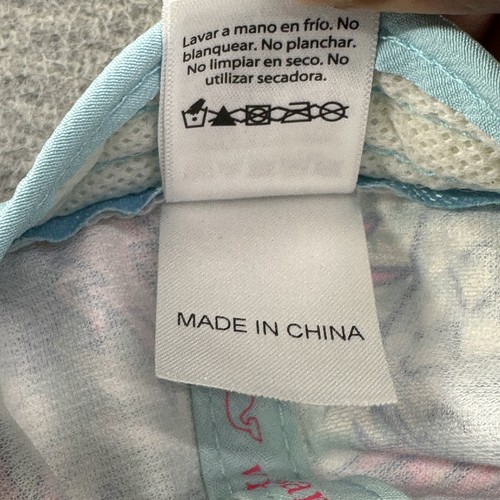 Lavar a mano en frío. No
blanquear. No planchar.
No limpiar en seco. No
utilizar secadora.
MADE IN CHINA